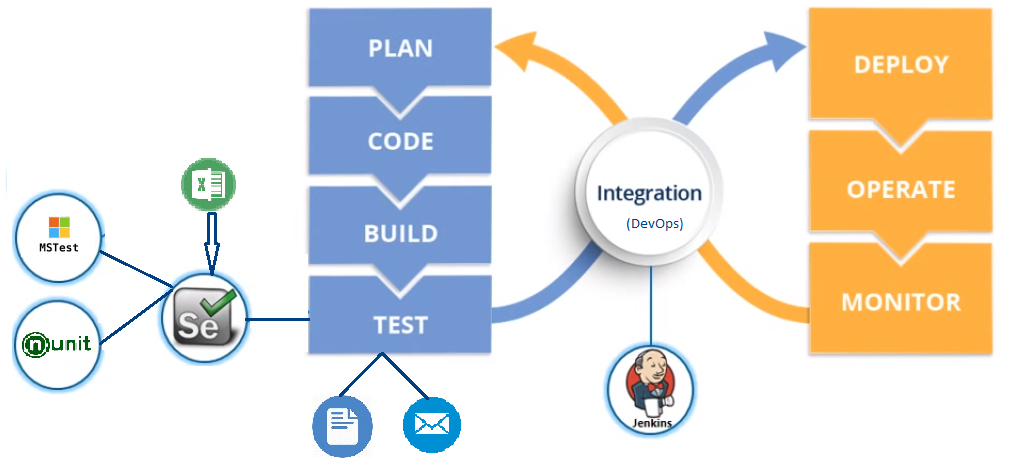 PLAN
CODE
BUILD
TEST
Integration
(DevOps)
DEPLOY
OPERATE
MONITOR
X
MSTest
nunit
Se
Jenkins